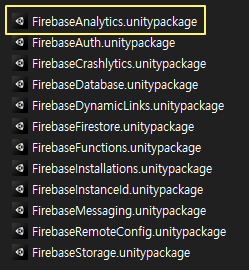 FirebaseAnalytics.unitypackage
FirebaseAuth.unitypackage
FirebaseCrashlytics.unitypackage
FirebaseDatabase.unitypackage
FirebaseDynamicLinks.unitypackage
FirebaseFirestore.unitypackage
FirebaseFunctions.unitypackage
FirebaseInstallations.unitypackage
FirebaseInstanceId.unitypackage
FirebaseMessaging.unitypackage
FirebaseRemoteConfig.unitypackage
FirebaseStorage.unitypackage